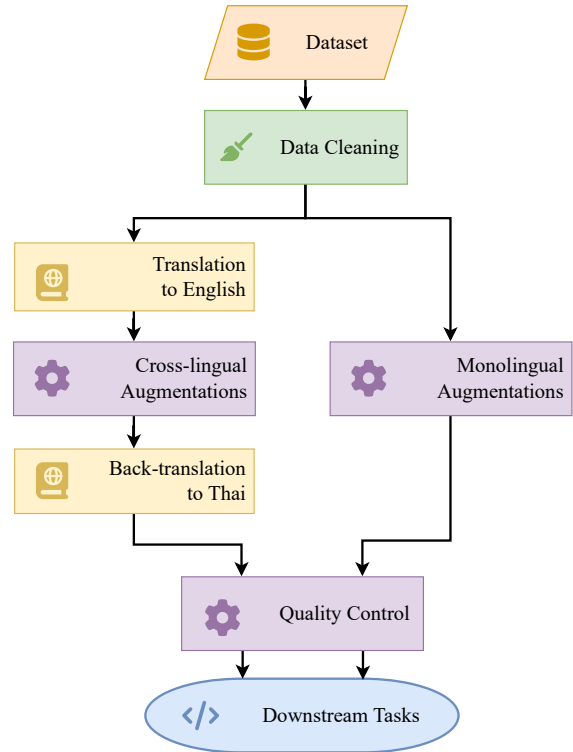 Dataset
Data Cleaning
Translation
to English
Cross-lingual
Augmentations
Monolingual
Augmentations
Back-translation
to Thai
Quality Control
Downstream Tasks